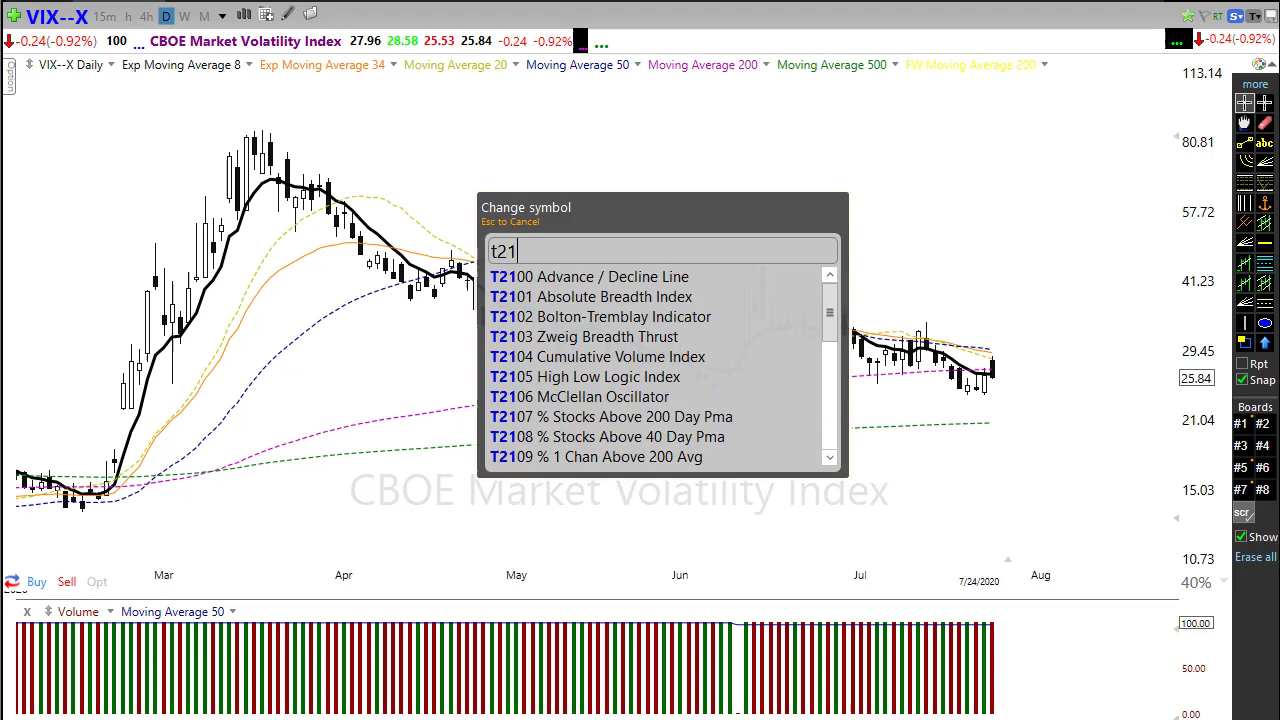 VIX--X 15m h 4h D W M RT S T
-0.24(-0.92%) 100 ... CBOE Market Volatility Index 27.96 28.58 25.53 25.84 -0.24 -0.92% ... ... ... -0.24(-0.92%)
Option
VIX--X Daily Exp Moving Average 8 Exp Moving Average 34 Moving Average 20 Moving Average 50 Moving Average 200 Moving Average 500 FW Moving Average 200
113.14
80.81
57.72
41.23
29.45
25.84
21.04
15.03
10.73
40%
more
abc
Rpt
Snap
Boards
#1 #2
#3 #4
#5 #6
#7 #8
scr
Show
Erase all
Change symbol
Esc to Cancel
t21
T2100 Advance / Decline Line
T2101 Absolute Breadth Index
T2102 Bolton-Tremblay Indicator
T2103 Zweig Breadth Thrust
T2104 Cumulative Volume Index
T2105 High Low Logic Index
T2106 McClellan Oscillator
T2107 % Stocks Above 200 Day Pma
T2108 % Stocks Above 40 Day Pma
T2109 % 1 Chan Above 200 Avg
CBOE Market Volatility Index
Mar Apr May Jun Jul 7/24/2020 Aug
Buy Sell Opt
X Volume Moving Average 50
100.00
50.00
0.00